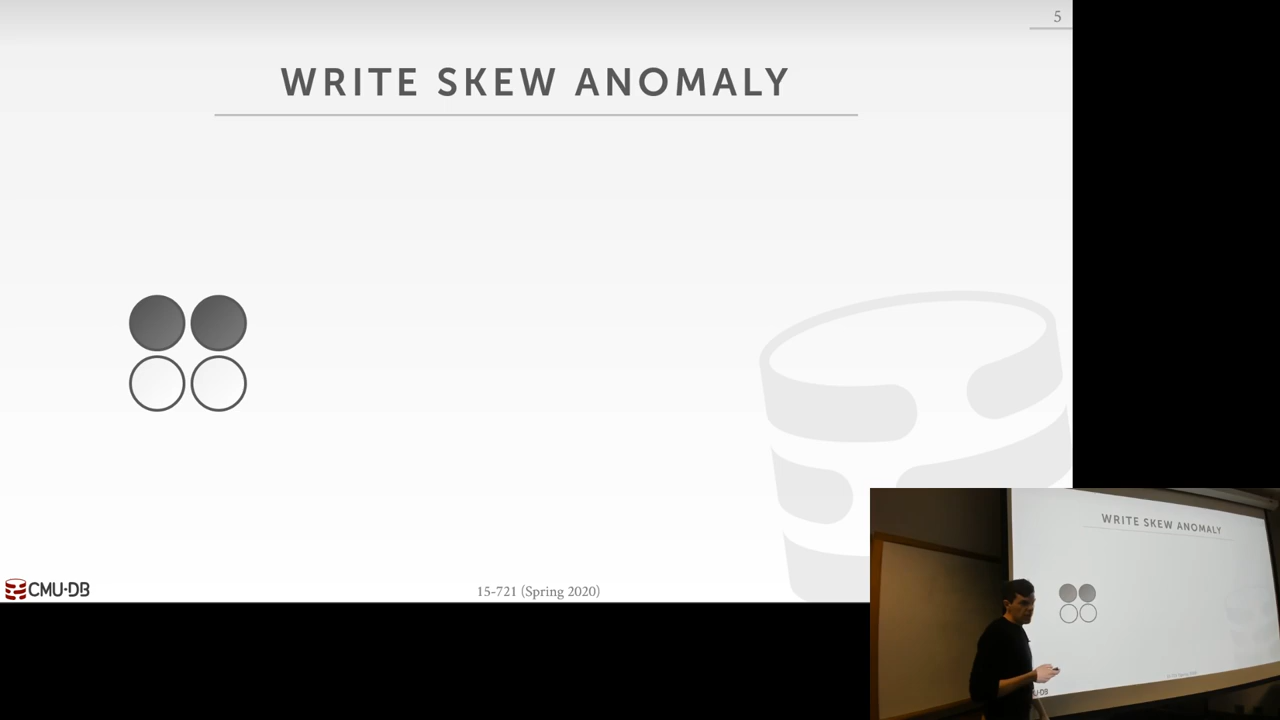 5
WRITE SKEW ANOMALY
CMU·DB
15-721 (Spring 2020)
WRITE SKEW ANOMALY